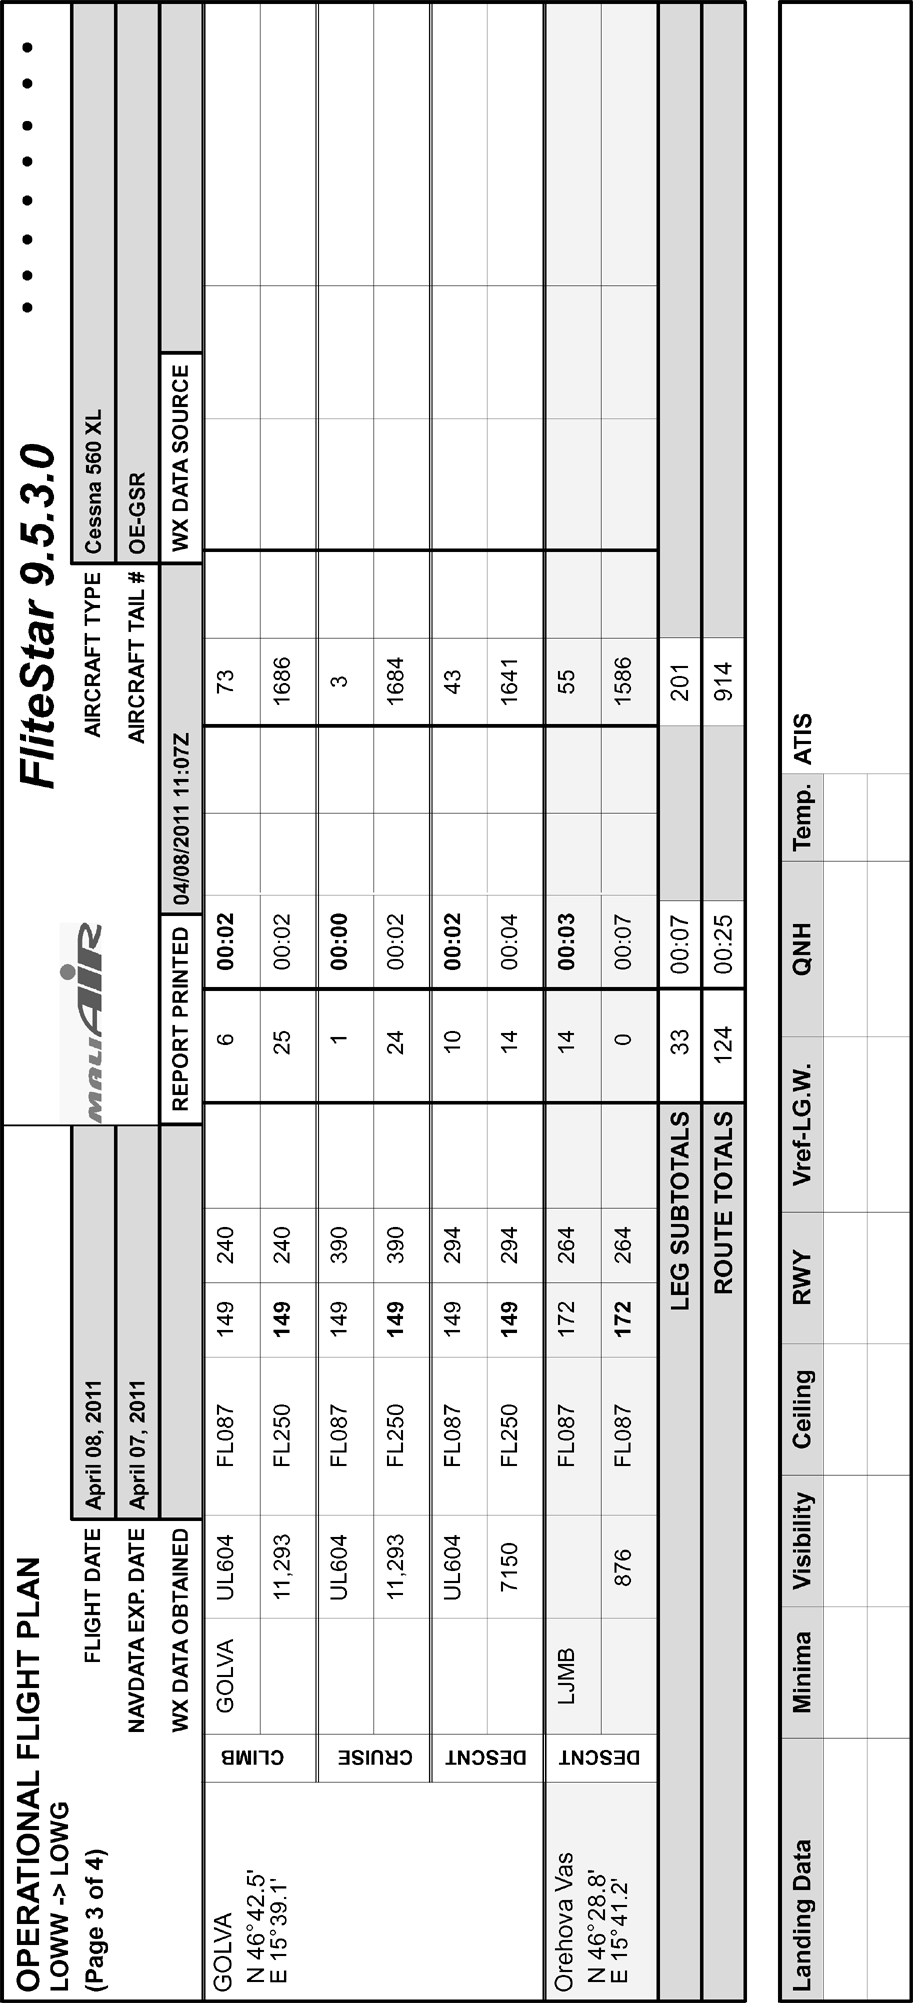 OPERATIONAL FLIGHT PLAN
LOWW -> LOWG
(Page 3 of 4)
MALIAIR
FliteStar 9.5.3.0
FLIGHT DATE April 08, 2011
AIRCRAFT TYPE Cessna 560 XL
NAVDATA EXP. DATE April 07, 2011
AIRCRAFT TAIL # OE-GSR
WX DATA OBTAINED REPORT PRINTED 04/08/2011 11:07Z WX DATA SOURCE
GOLVA
N 46°42.5'
E 15°39.1'
CLIMB GOLVA UL604 FL087 149 240 6 00:02 73
11,293 FL250 149 240 25 00:02 1686
CRUISE UL604 FL087 149 390 1 00:00 3
11,293 FL250 149 390 24 00:02 1684
DESCNT UL604 FL087 149 294 10 00:02 43
7150 FL250 149 294 14 00:04 1641
Orehova Vas
N 46°28.8'
E 15°41.2'
DESCNT LJMB FL087 172 264 14 00:03 55
876 FL087 172 264 0 00:07 1586
LEG SUBTOTALS 33 00:07 201
ROUTE TOTALS 124 00:25 914
Landing Data Minima Visibility Ceiling RWY Vref-LG.W. QNH Temp. ATIS